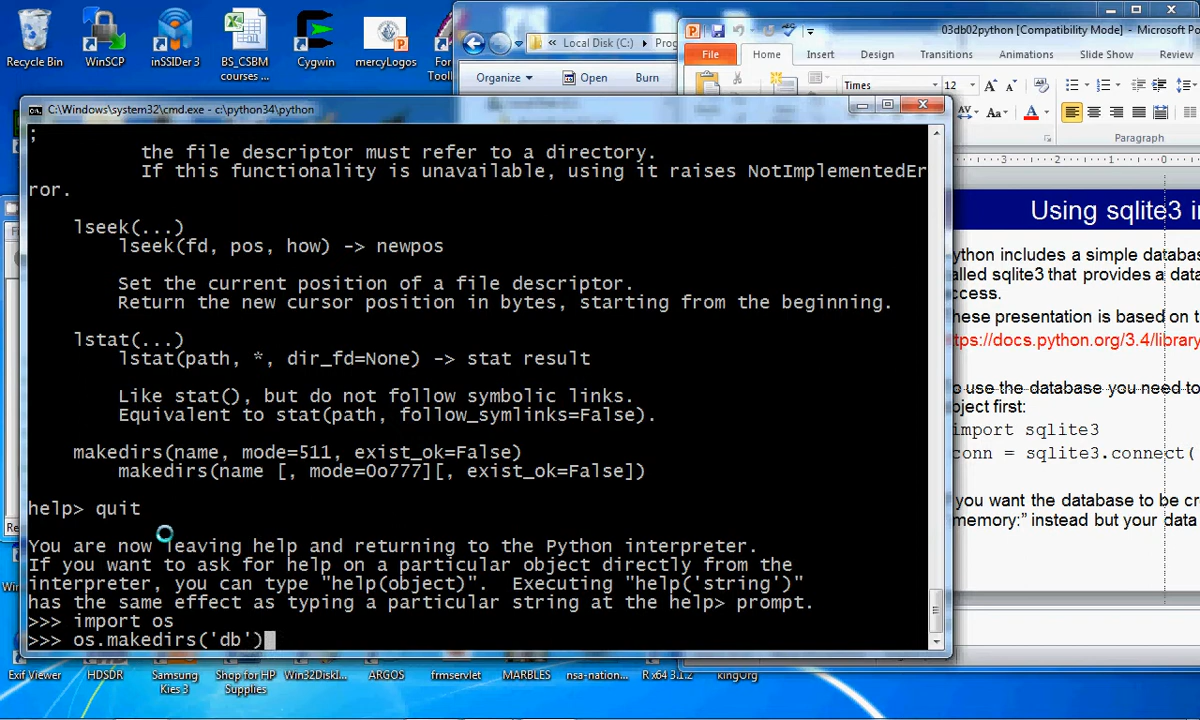 Recycle Bin
WinSCP
inSSIDer 3
BS_CSBM
courses ...
Cygwin
mercyLogos
For
Tooll
Local Disk (C:)
Prog
Organize
Open
Burn
03db02python [Compatibility Mode] - Microsoft Po
File
Home
Insert
Design
Transitions
Animations
Slide Show
Review
Times
12
Paragraph
C:\Windows\system32\cmd.exe - c:\python34\python
;
the file descriptor must refer to a directory.
If this functionality is unavailable, using it raises NotImplementedEr
ror.
lseek(...)
lseek(fd, pos, how) -> newpos
Set the current position of a file descriptor.
Return the new cursor position in bytes, starting from the beginning.
lstat(...)
lstat(path, *, dir_fd=None) -> stat result
Like stat(), but do not follow symbolic links.
Equivalent to stat(path, follow_symlinks=False).
makedirs(name, mode=511, exist_ok=False)
makedirs(name [, mode=0o777][, exist_ok=False])
help> quit
You are now leaving help and returning to the Python interpreter.
If you want to ask for help on a particular object directly from the
interpreter, you can type "help(object)".  Executing "help('string')"
has the same effect as typing a particular string at the help> prompt.
>>> import os
>>> os.makedirs('db')
3 2 1 0
Using sqlite3 i
ython includes a simple databas
alled sqlite3 that provides a data
ccess.
hese presentation is based on t
tps://docs.python.org/3.4/library
o use the database you need to
bject first:
import sqlite3
conn = sqlite3.connect(
you want the database to be cr
memory:" instead but your data
Exif Viewer
HDSDR
Samsung
Kies 3
Shop for HP
Supplies
Win32DiskI...
ARGOS
frmservlet
MARBLES
nsa-nation...
R x64 3.1.2
kingOrg